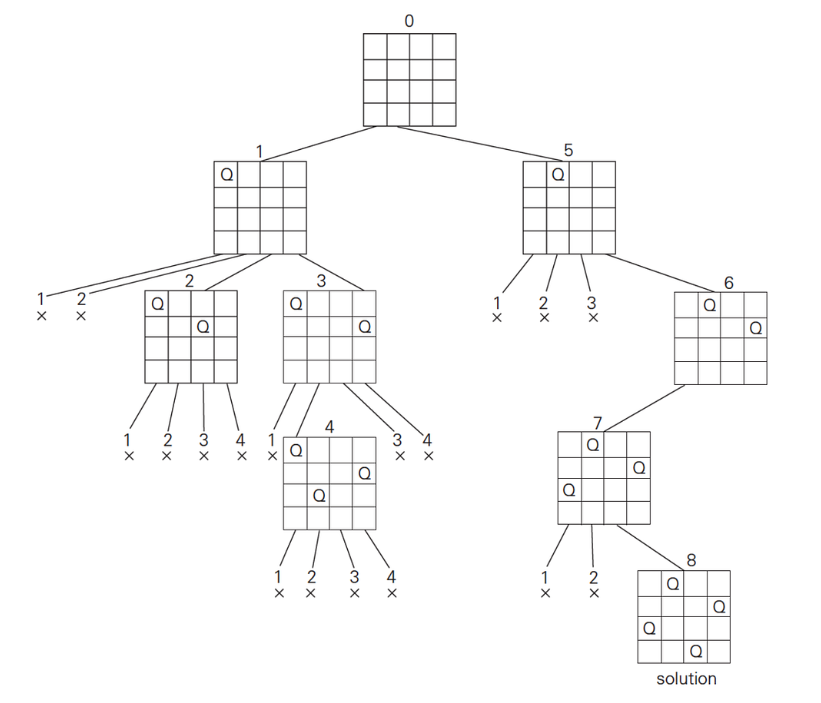 0
1
5
Q
Q
2
3
6
1
2
1
2
3
× ×
× × ×
Q
Q
Q
Q
Q
Q
4
7
1
2
3
4
1
3
4
× × × × × × ×
Q
Q
Q
Q
Q
Q
8
1
2
3
4
1
2
× × × × × ×
Q
Q
Q
Q
solution